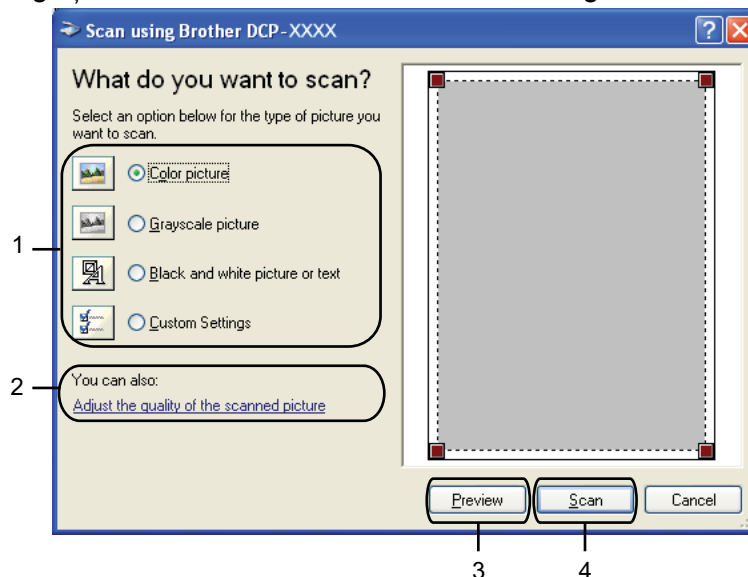 Scan using Brother DCP-XXXX
What do you want to scan?
Select an option below for the type of picture you
want to scan.
Color picture
Grayscale picture
Black and white picture or text
Custom Settings
1
You can also:
Adjust the quality of the scanned picture
2
Preview
Scan
Cancel
3
4